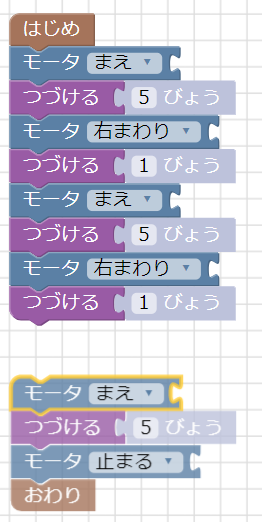 はじめ
モータ まえ
つづける 5 びょう
モータ 右まわり
つづける 1 びょう
モータ まえ
つづける 5 びょう
モータ 右まわり
つづける 1 びょう
モータ まえ
つづける 5 びょう
モータ 止まる
おわり